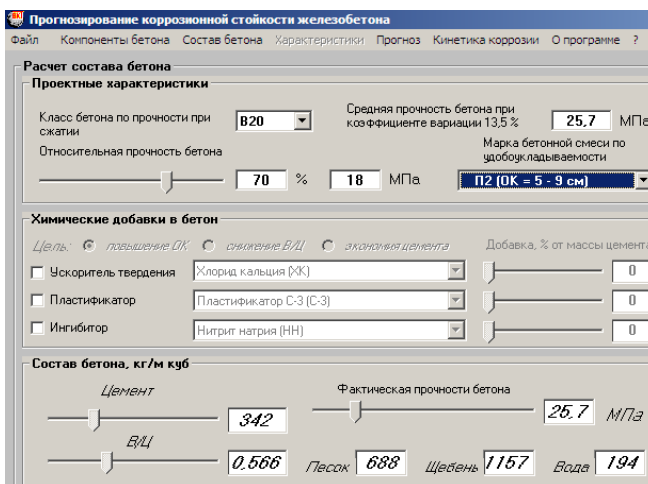 Прогнозирование коррозионной стойкости железобетона
Файл Компоненты бетона Состав бетона Характеристики Прогноз Кинетика коррозии О программе ?
Расчет состава бетона
Проектные характеристики
Класс бетона по прочности при сжатии
B20
Средняя прочность бетона при коэффициенте вариации 13,5 %
25,7 МПа
Относительная прочность бетона
70 % 18 МПа
Марка бетонной смеси по удобоукладываемости
П2 (ОК = 5 - 9 см)
Химические добавки в бетон
Цель: повышение ОК снижение В/Ц экономия цемента Добавка, % от массы цемента
Ускоритель твердения Хлорид кальция (ХК) 0
Пластификатор Пластификатор С-3 (С-3) 0
Ингибитор Нитрит натрия (НН) 0
Состав бетона, кг/м куб
Цемент
342
Фактическая прочности бетона
25,7 МПа
В/Ц
0,566 Песок 688 Щебень 1157 Вода 194